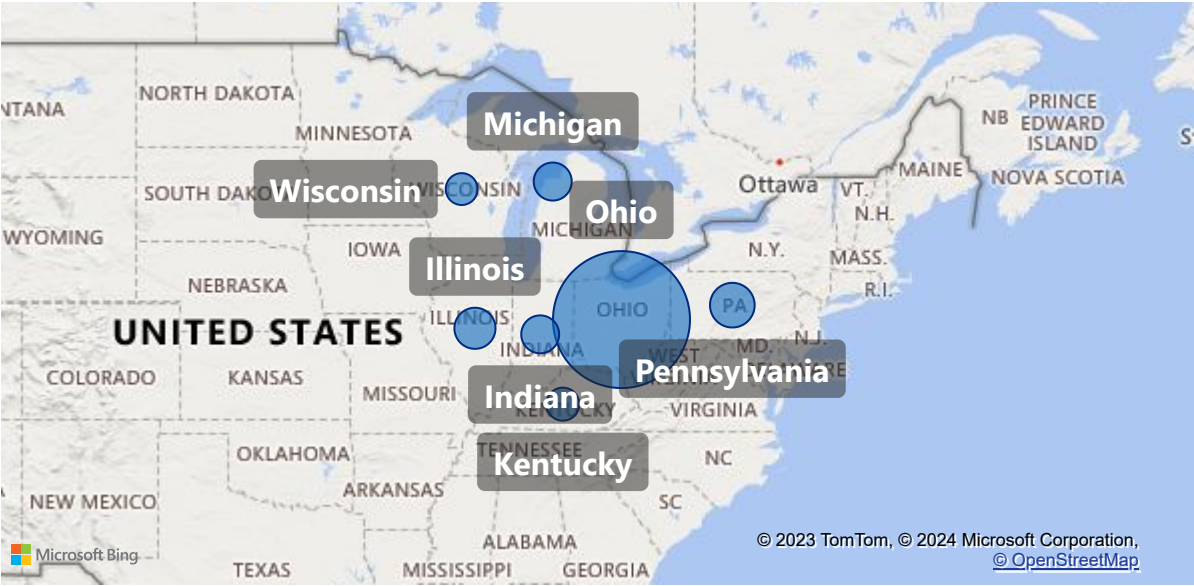 NTANA
NORTH DAKOTA
MINNESOTA
Michigan
PRINCE
EDWARD
ISLAND
NB
Ottawa
MAINE
NOVA SCOTIA
S
VT.
SOUTH DAKO
Wisconsin
WISCONSIN
Ohio
MICHIGAN
N.H.
WYOMING
IOWA
N.Y.
MASS.
Illinois
NEBRASKA
R.I.
OHIO
PA
ILLINOIS
UNITED STATES
INDIANA
WEST
MD.
N.J.
Pennsylvania
COLORADO
KANSAS
MISSOURI
Indiana
KENTUCKY
VIRGINIA
OKLAHOMA
TENNESSEE
Kentucky
NC
NEW MEXICO
ARKANSAS
SC
ALABAMA
Microsoft Bing
TEXAS
MISSISSIPPI
GEORGIA
© 2023 TomTom, © 2024 Microsoft Corporation,
© OpenStreetMap